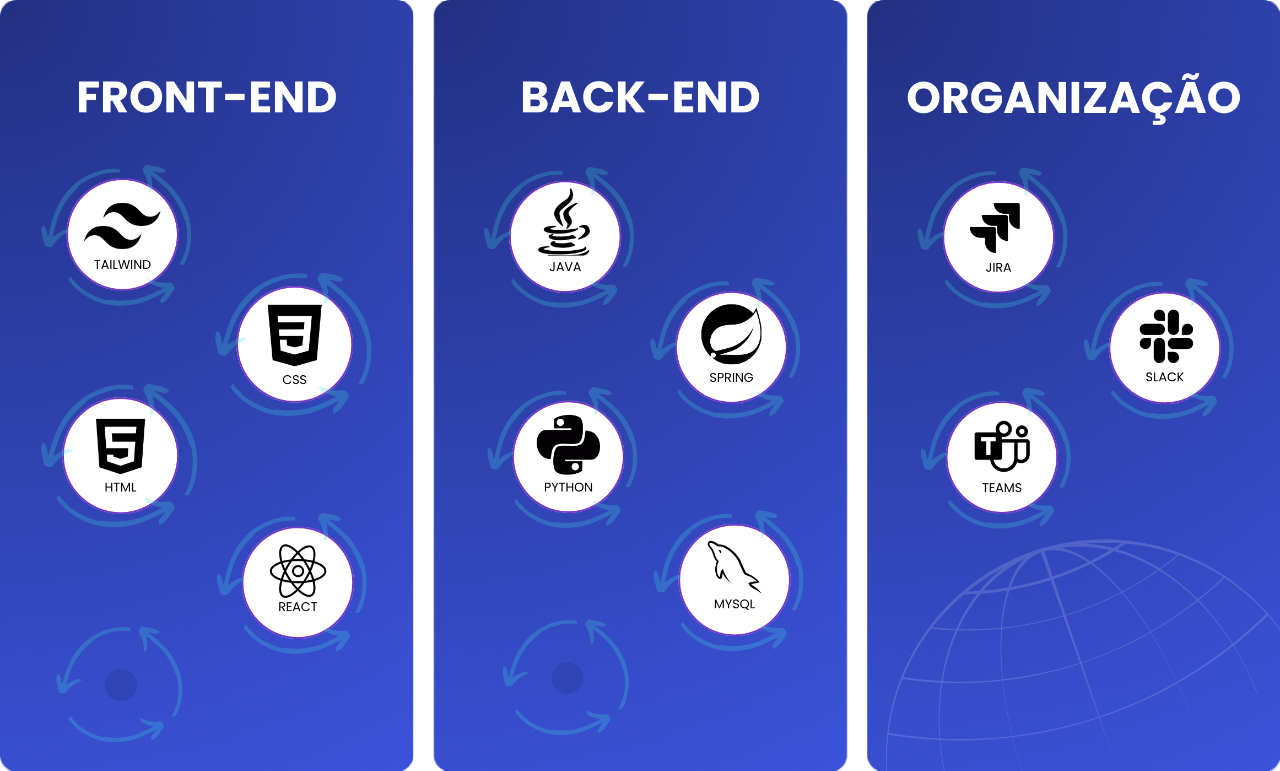 FRONT-END
TAILWIND
CSS
HTML
REACT
BACK-END
JAVA
SPRING
PYTHON
MYSQL
ORGANIZAÇÃO
JIRA
SLACK
T
TEAMS